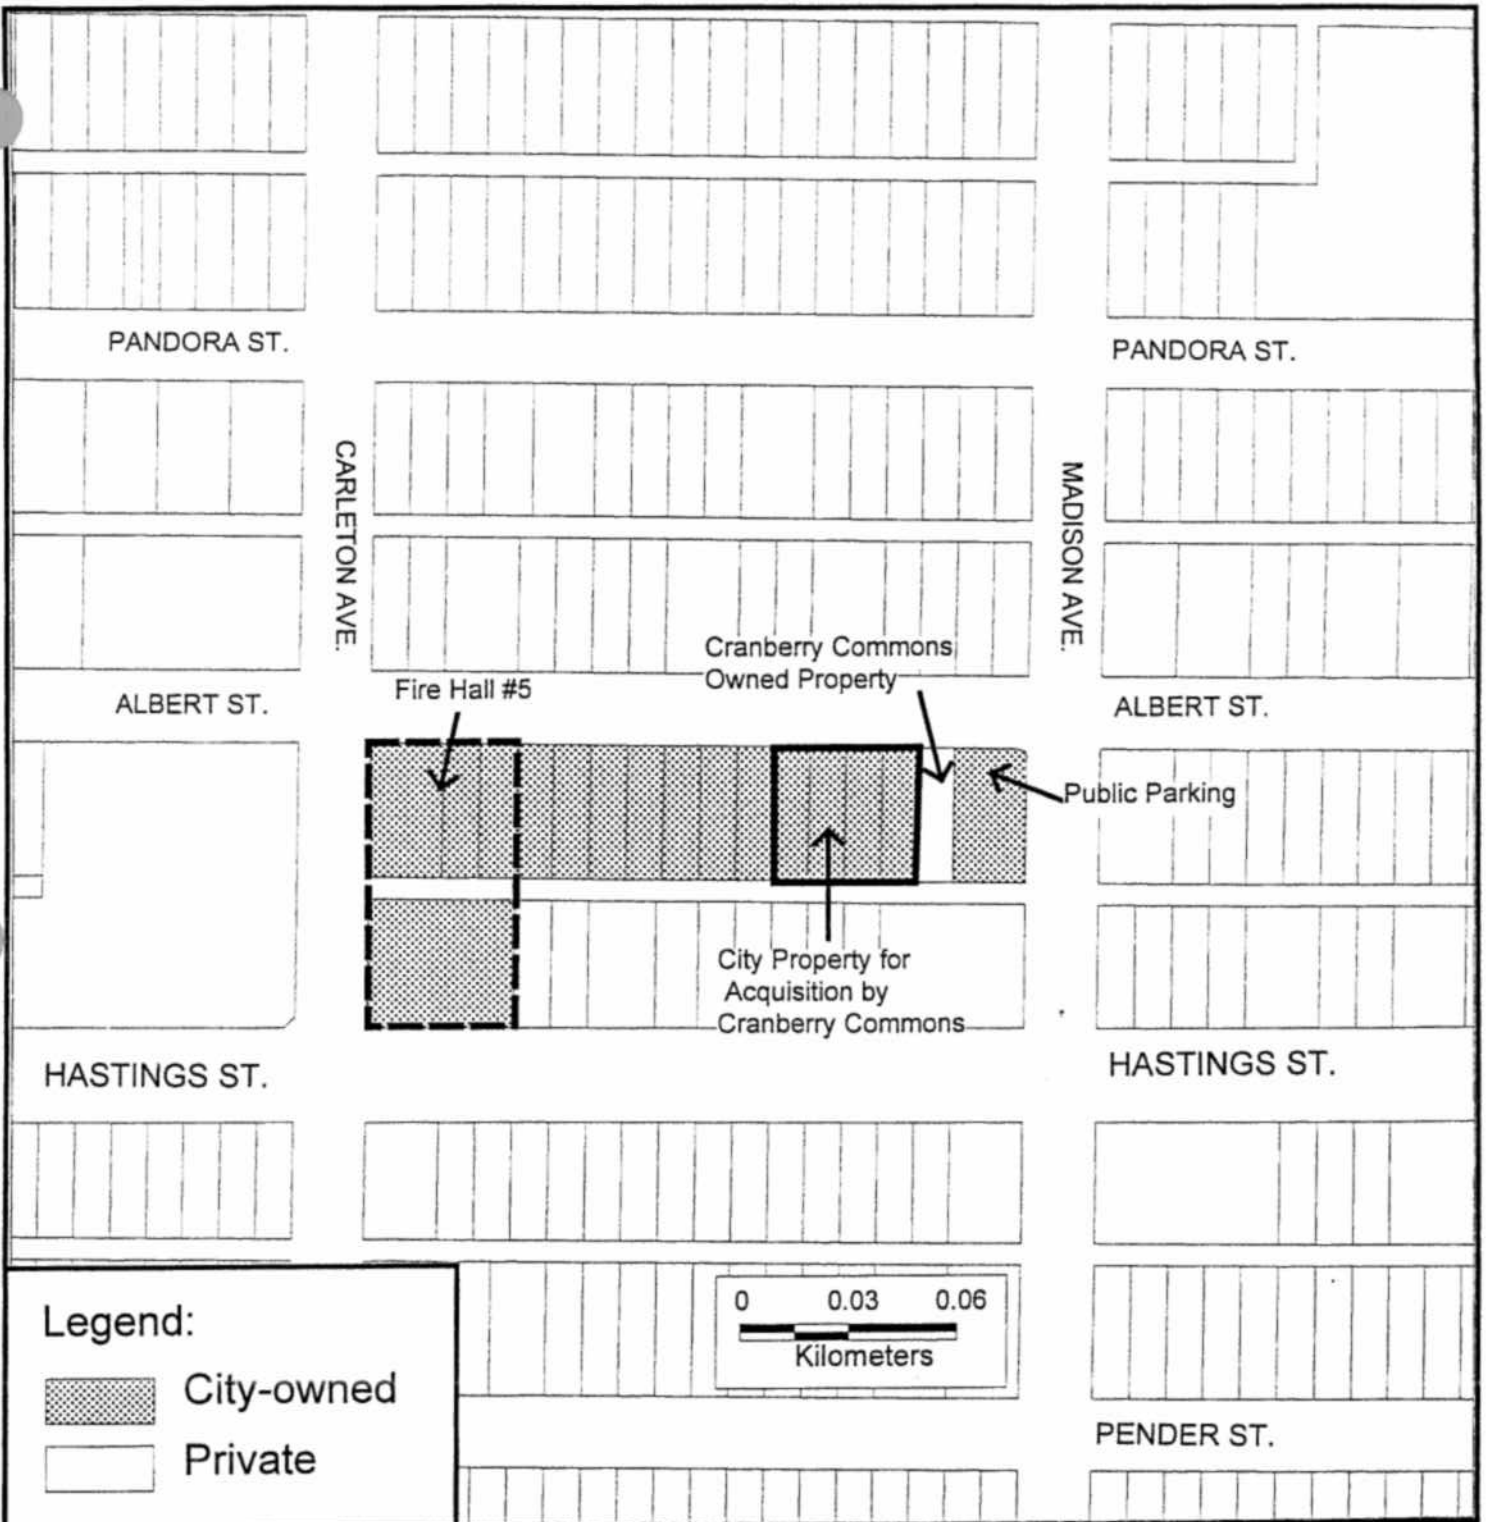 PANDORA ST.
PANDORA ST.
CARLETON AVE.
MADISON AVE.
Cranberry Commons
Owned Property
Fire Hall #5
ALBERT ST.
ALBERT ST.
Public Parking
City Property for
Acquisition by
Cranberry Commons
HASTINGS ST.
HASTINGS ST.
0 0.03 0.06
Kilometers
Legend:
City-owned
Private
PENDER ST.